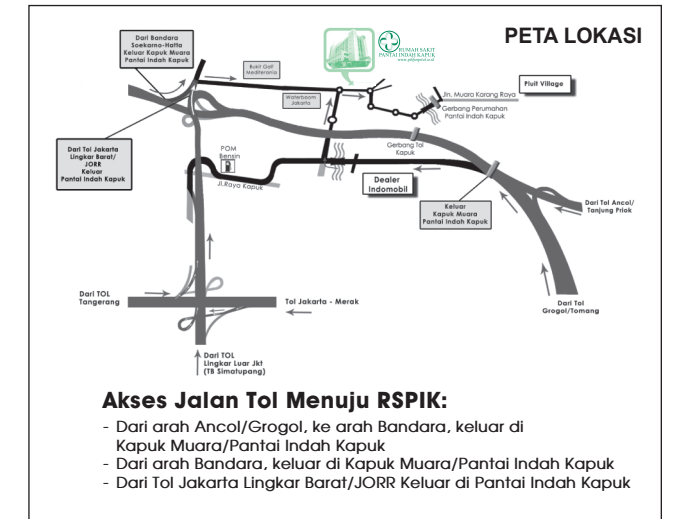 PETA LOKASI
Dari Bandara
Soekarno-Hatta
Keluar Kapuk Muara
Pantai Indah Kapuk
RUMAH SAKIT
PANTAI INDAH KAPUK
Bukit Golf
Mediterania
Waterboom
Jakarta
Jln. Muara Karang Raya
Pluit Village
Gerbang Perumahan
Pantai Indah Kapuk
Dari Tol Jakarta
Lingkar Barat/
JORR
Keluar
Pantai Indah Kapuk
POM
Bensin
Jl.Raya Kapuk
Gerbang Tol
Kapuk
Dealer
Indomobil
Keluar
Kapuk Muara
Pantai Indah Kapuk
Dari Tol Ancol/
Tanjung Priok
Dari TOL
Tangerang
Tol Jakarta - Merak
Dari Tol
Grogol/Tomang
Dari TOL
Lingkar Luar Jkt
(TB Simatupang)
Akses Jalan Tol Menuju RSPIK:
- Dari arah Ancol/Grogol, ke arah Bandara, keluar di
Kapuk Muara/Pantai Indah Kapuk
- Dari arah Bandara, keluar di Kapuk Muara/Pantai Indah Kapuk
- Dari Tol Jakarta Lingkar Barat/JORR Keluar di Pantai Indah Kapuk